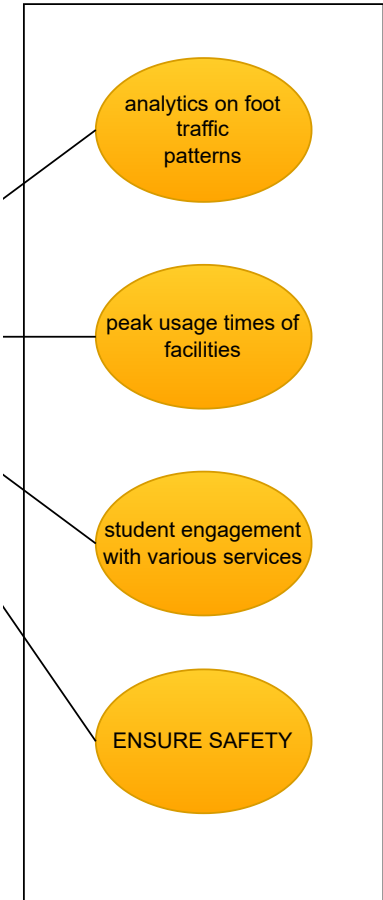 analytics on foot
traffic
patterns
peak usage times of
facilities
student engagement
with various services
ENSURE SAFETY